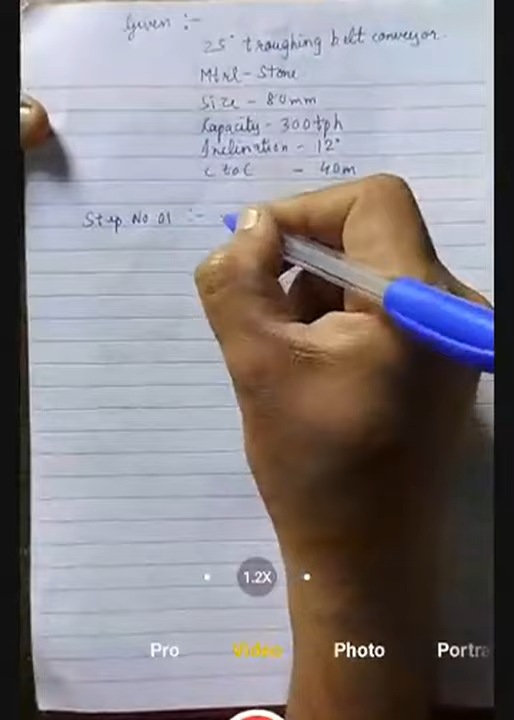 Given :-
25° troughing belt conveyor.
Mtrl - Stone
Size - 80mm
Capacity - 300tph
Inclination - 12°
C to C - 40m
Step No 01 :-
1.2X
Pro Video Photo Portra